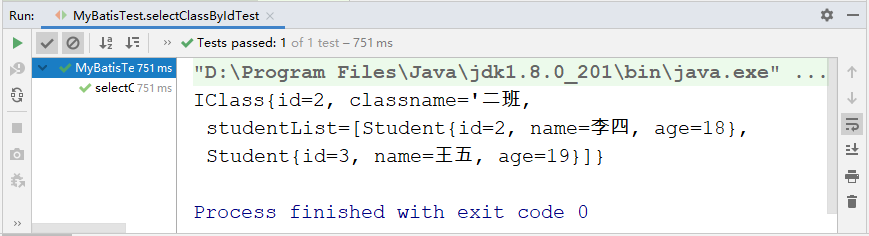 Run: MyBatisTest.selectClassByIdTest
Tests passed: 1 of 1 test – 751 ms
MyBatisTe 751 ms
selectC 751 ms
"D:\Program Files\Java\jdk1.8.0_201\bin\java.exe" ...
IClass{id=2, classname='二班,
studentList=[Student{id=2, name=李四, age=18},
Student{id=3, name=王五, age=19}]}
Process finished with exit code 0